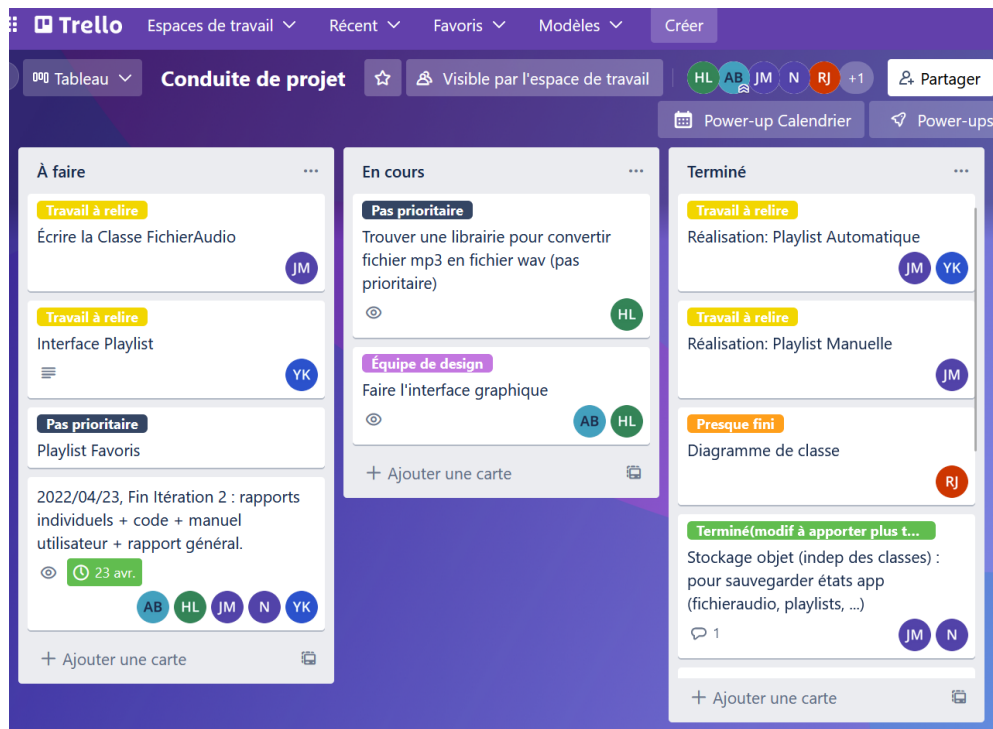 Trello Espaces de travail Récent Favoris Modèles Créer
Tableau Conduite de projet Visible par l'espace de travail HL AB JM N RJ +1 Partager
Power-up Calendrier Power-ups
À faire
Travail à relire
Écrire la Classe FichierAudio
JM
Travail à relire
Interface Playlist
YK
Pas prioritaire
Playlist Favoris
2022/04/23, Fin Itération 2 : rapports
individuels + code + manuel
utilisateur + rapport général.
23 avr.
AB HL JM N YK
+ Ajouter une carte
En cours
Pas prioritaire
Trouver une librairie pour convertir
fichier mp3 en fichier wav (pas
prioritaire)
HL
Équipe de design
Faire l'interface graphique
AB HL
+ Ajouter une carte
Terminé
Travail à relire
Réalisation: Playlist Automatique
JM YK
Travail à relire
Réalisation: Playlist Manuelle
JM
Presque fini
Diagramme de classe
RJ
Terminé(modif à apporter plus t...
Stockage objet (indep des classes) :
pour sauvegarder états app
(fichieraudio, playlists, ...)
1
JM N
+ Ajouter une carte